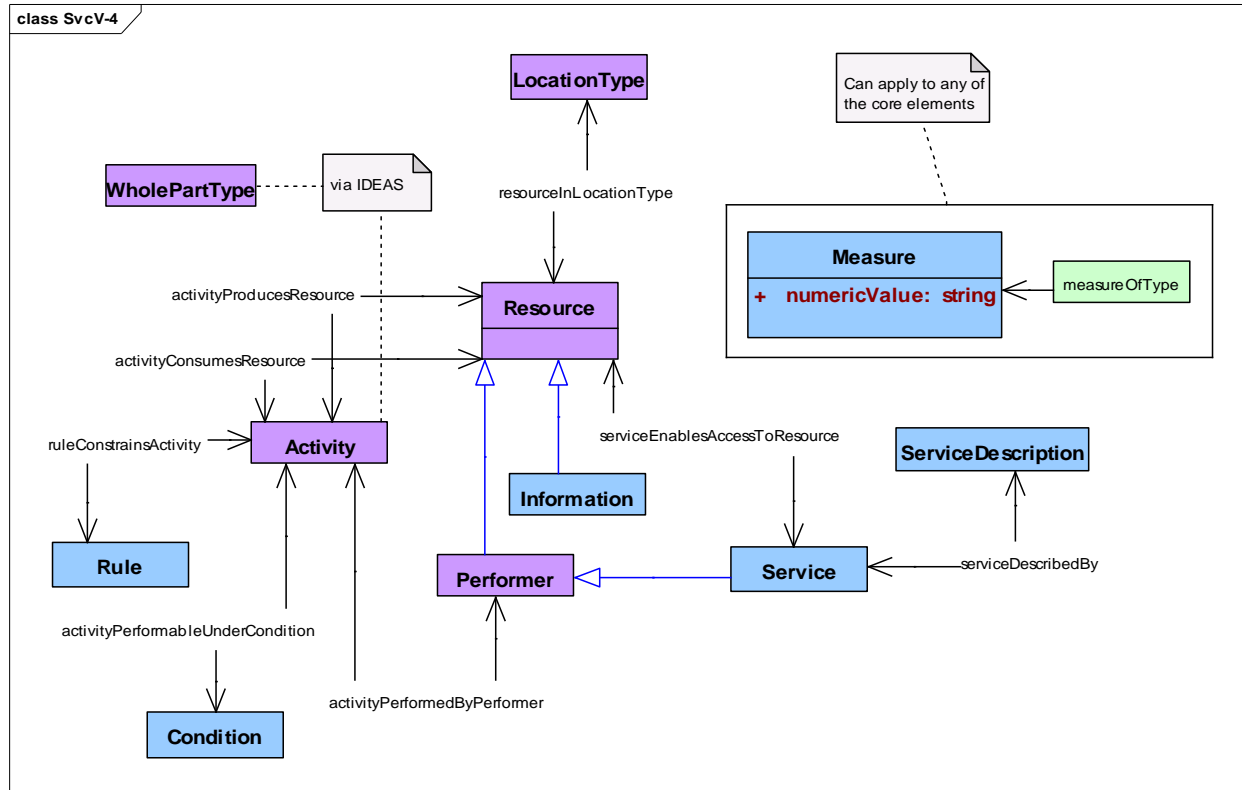 class SvcV-4
LocationType
Can apply to any of
the core elements
WholePartType
via IDEAS
resourceInLocationType
Measure
+ numericValue: string
measureOfType
activityProducesResource
Resource
activityConsumesResource
ruleConstrainsActivity
Activity
serviceEnablesAccessToResource
ServiceDescription
Information
Rule
Performer
Service
serviceDescribedBy
activityPerformableUnderCondition
activityPerformedByPerformer
Condition